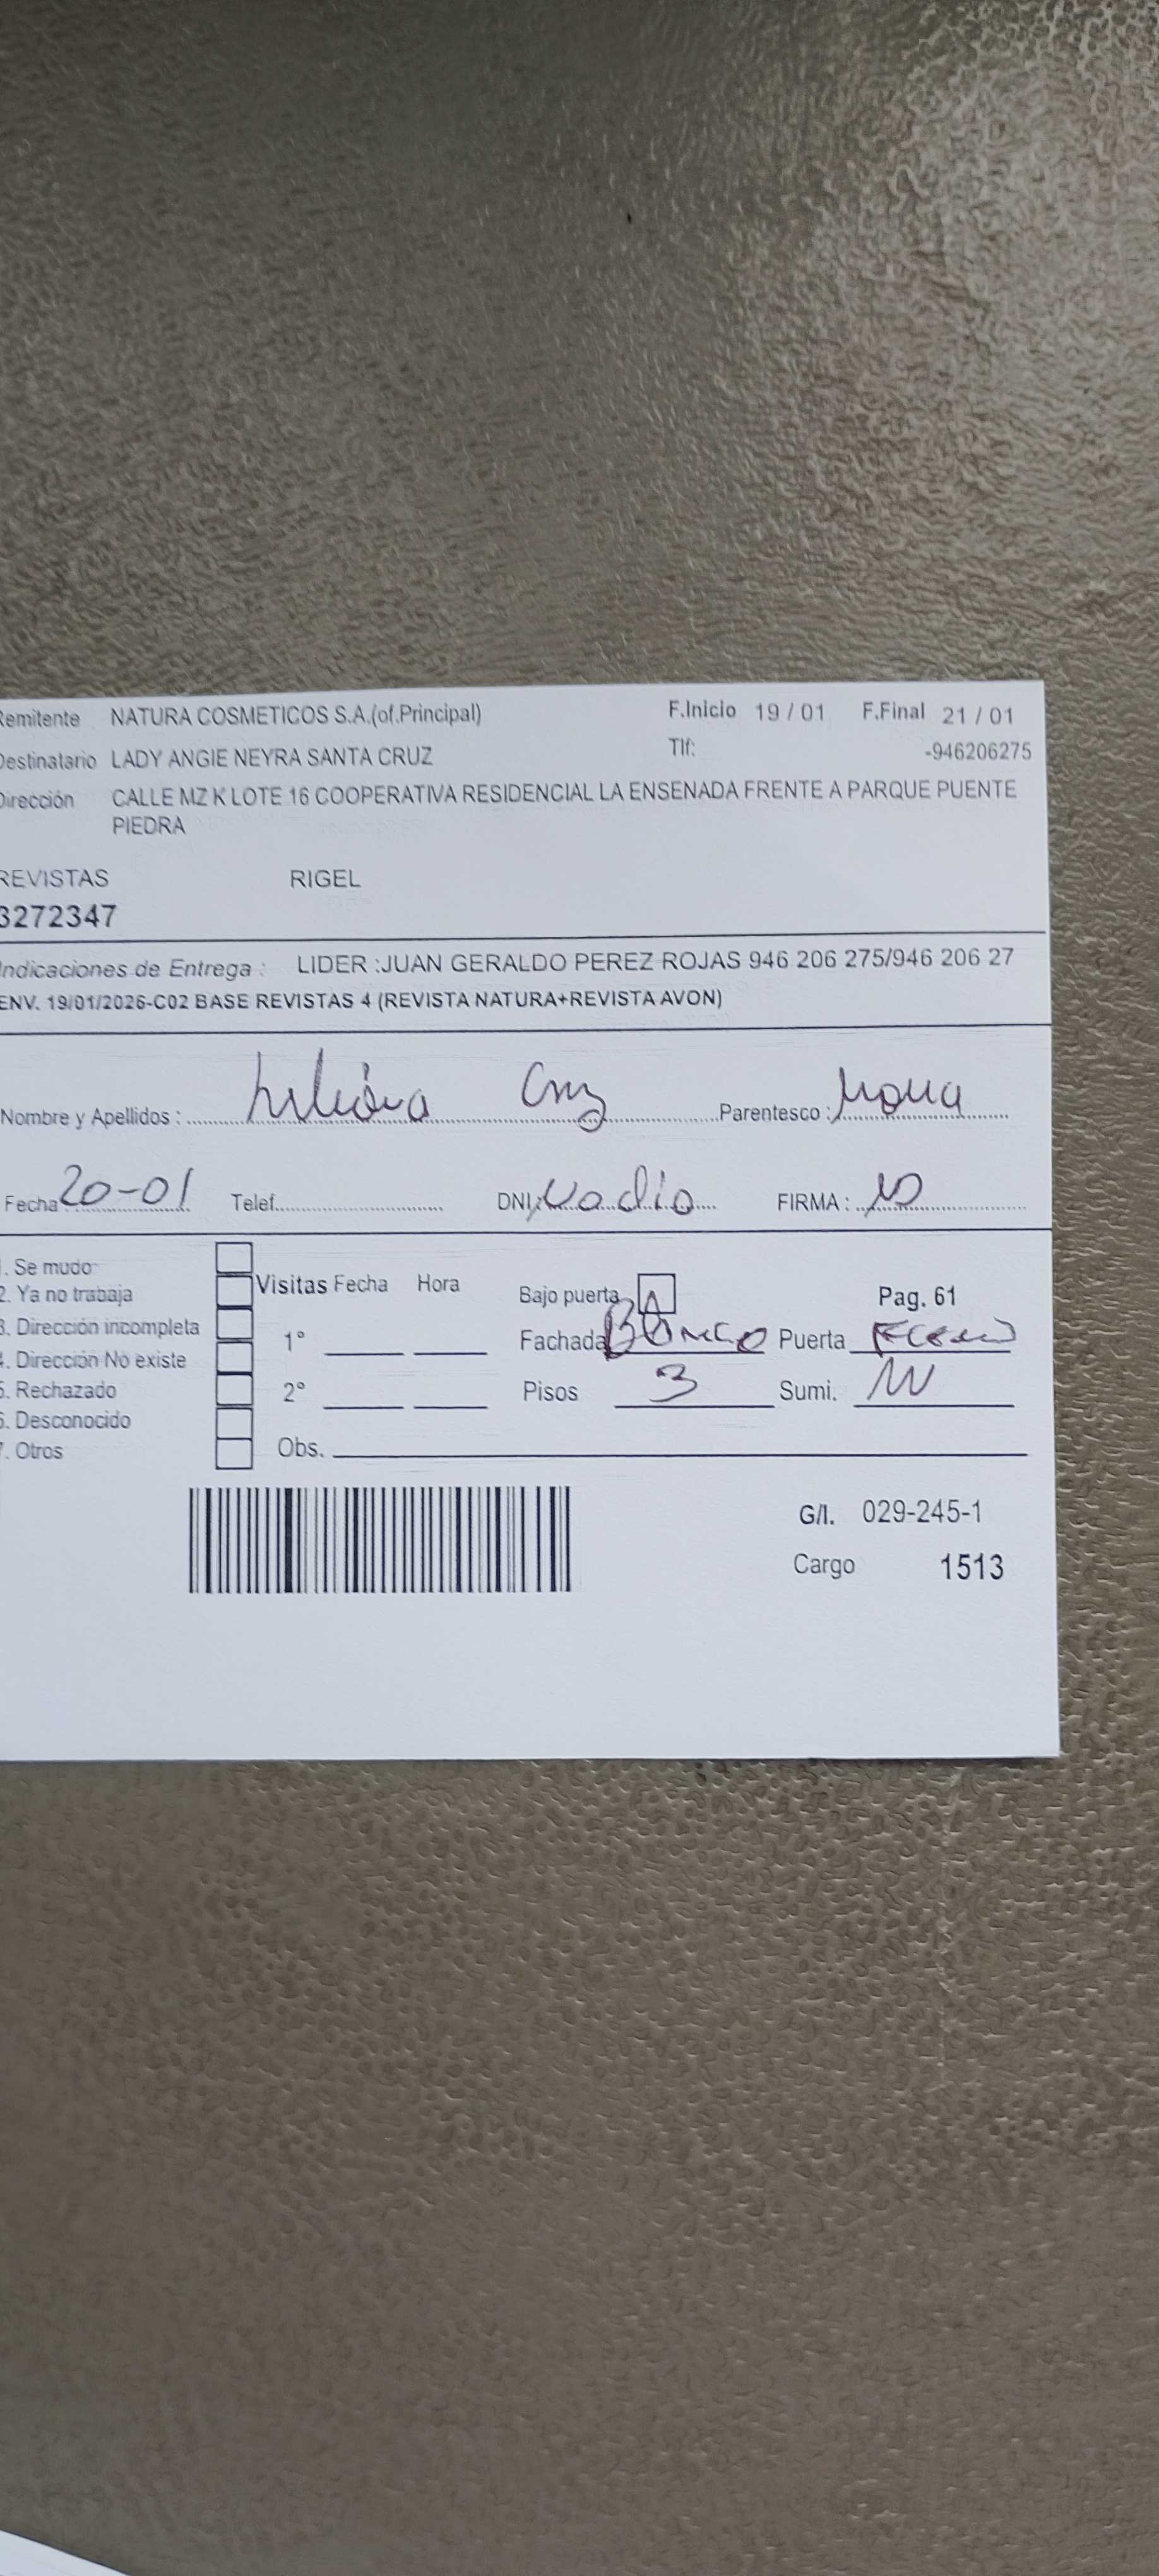 Remitente NATURA COSMETICOS S.A.(of.Principal) F.Inicio 19 / 01 F.Final 21 / 01
Destinatario LADY ANGIE NEYRA SANTA CRUZ Tlf: -946206275
Dirección CALLE MZ K LOTE 16 COOPERATIVA RESIDENCIAL LA ENSENADA FRENTE A PARQUE PUENTE
PIEDRA
REVISTAS RIGEL
3272347
Indicaciones de Entrega : LIDER :JUAN GERALDO PEREZ ROJAS 946 206 275/946 206 27
ENV. 19/01/2026-C02 BASE REVISTAS 4 (REVISTA NATURA+REVISTA AVON)
Nombre y Apellidos : Cruz Parentesco :
Fecha 20-01 Telef. DNI: FIRMA :
1. Se mudo
2. Ya no trabaja Visitas Fecha Hora Bajo puerta Pag. 61
3. Dirección incompleta 1° Fachada Blanco Puerta
4. Dirección No existe
5. Rechazado 2° Pisos 3 Sumi.
6. Desconocido
7. Otros Obs.
G/I. 029-245-1
Cargo 1513